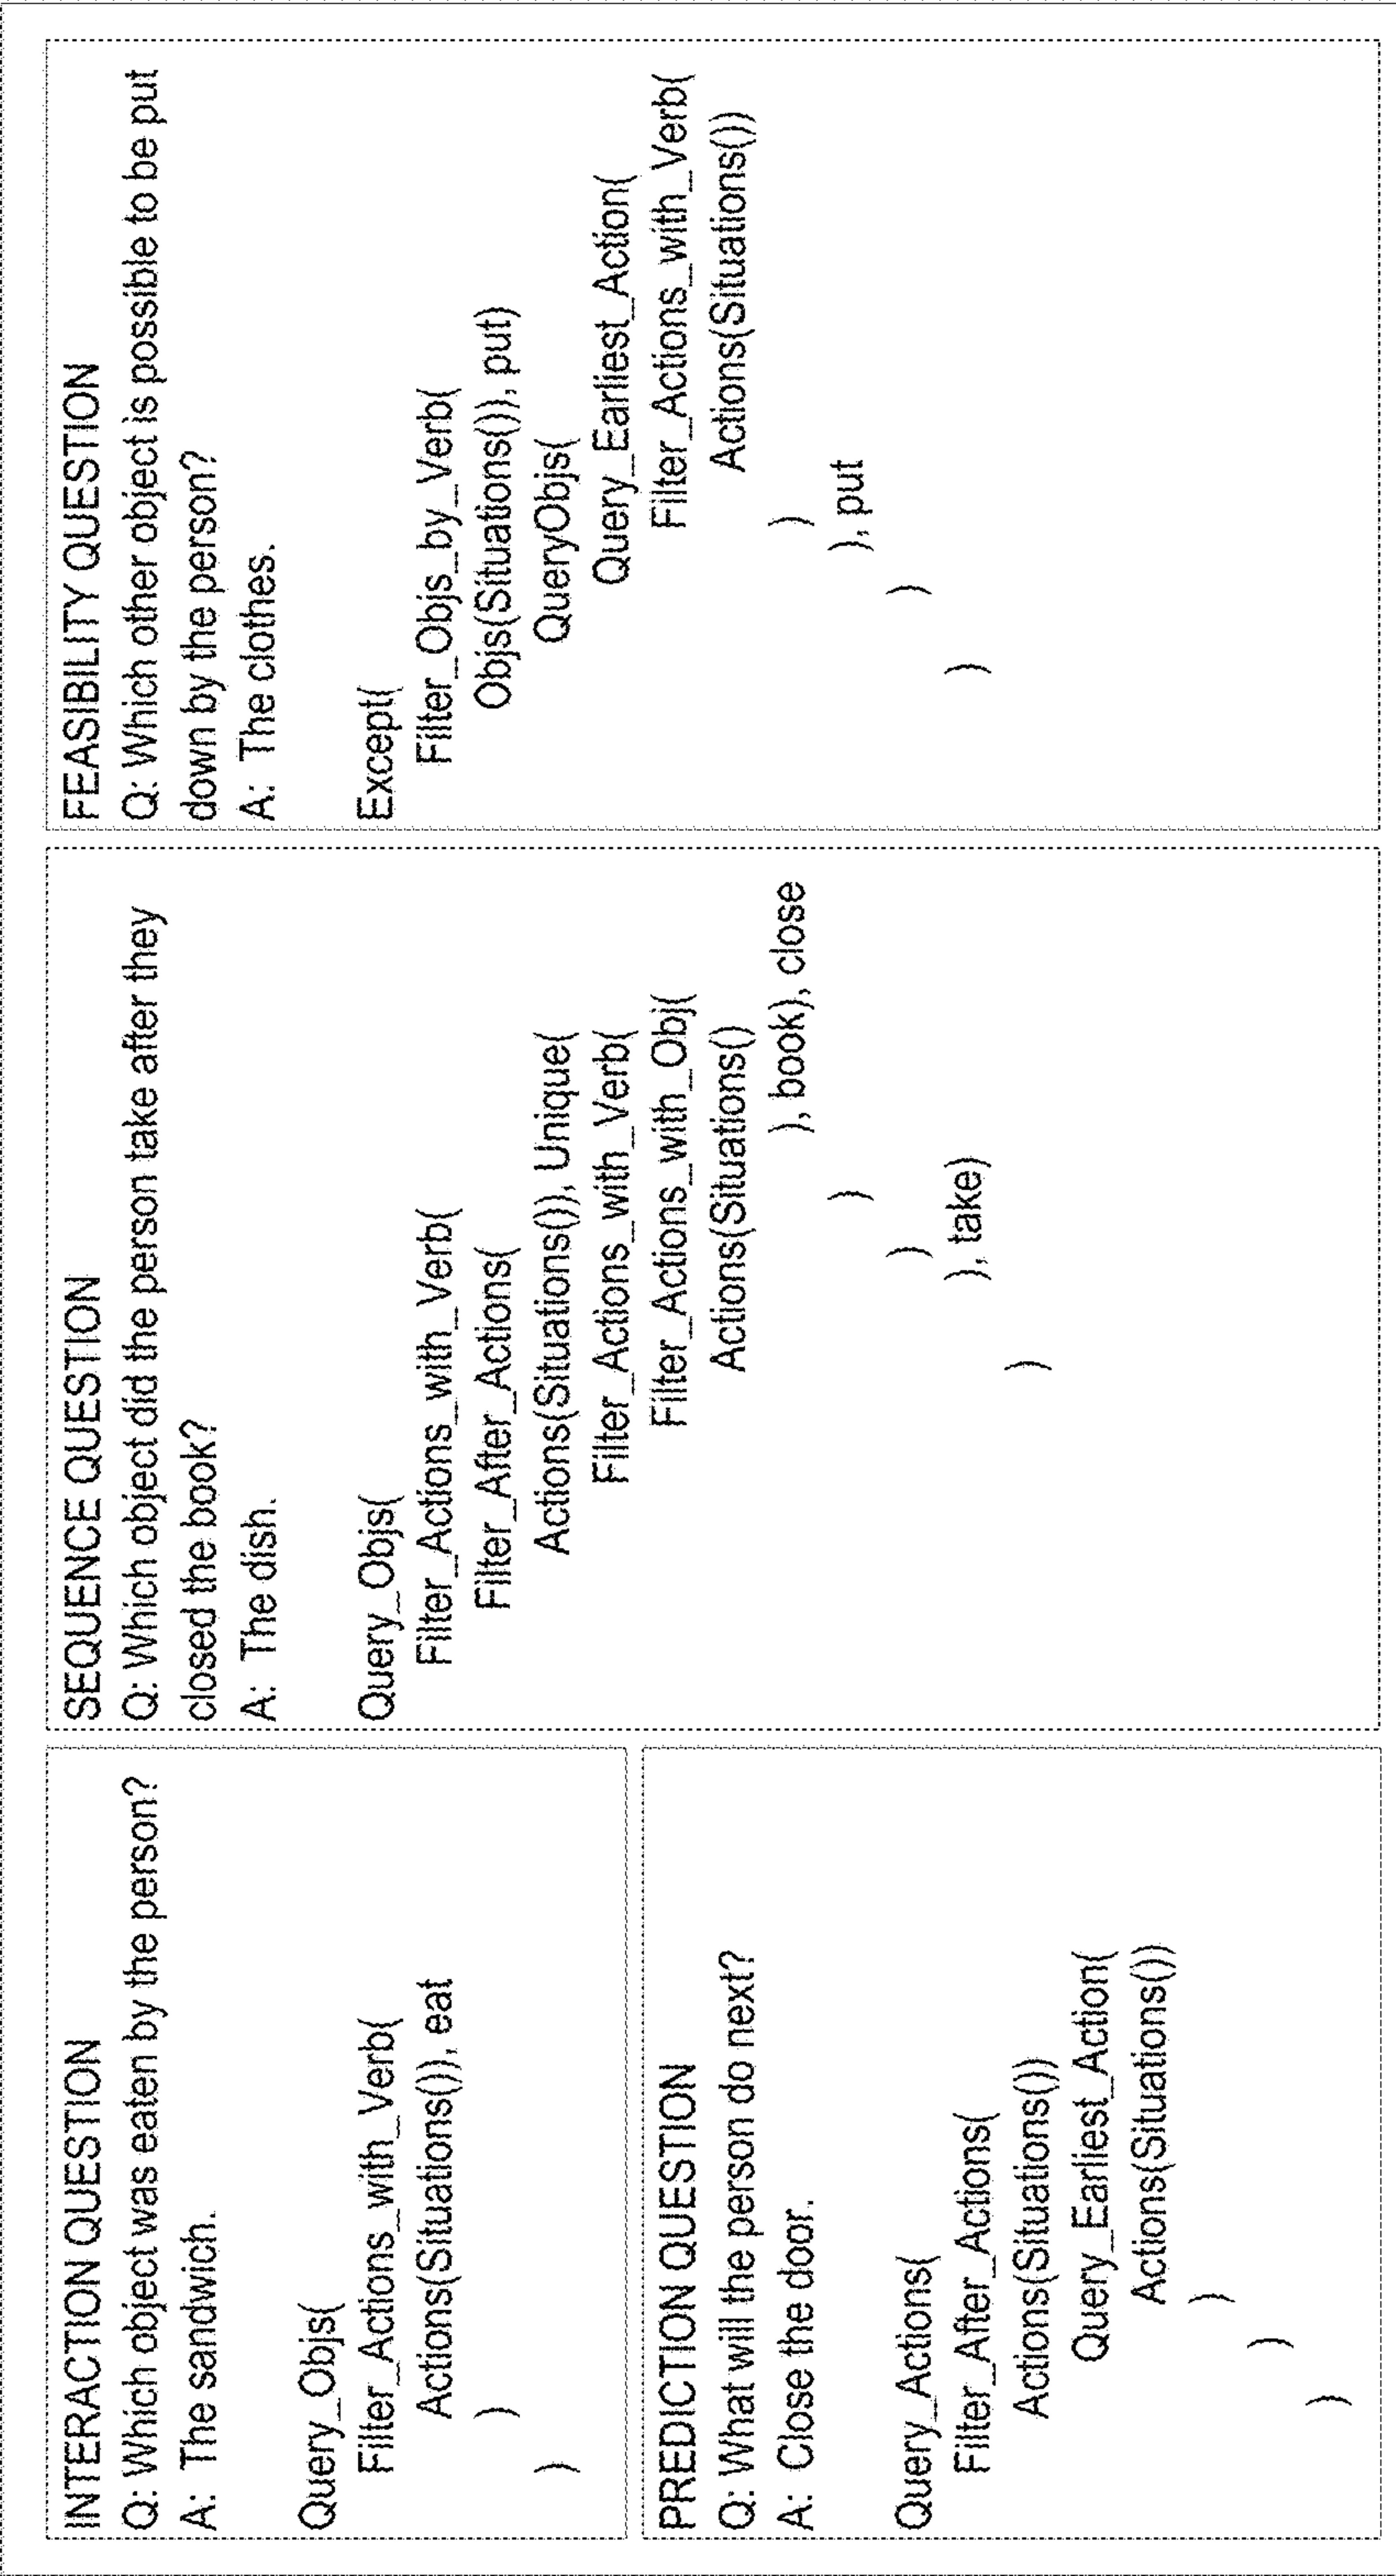 INTERACTION QUESTION
Q: Which object was eaten by the person?
A: The sandwich.
Query_Objs(
Filter_Actions_with_Verb(
Actions(Situations()), eat
)
)
PREDICTION QUESTION
Q: What will the person do next?
A: Close the door.
Query_Actions(
Filter_After_Actions(
Actions(Situations())
Query_Earliest_Action(
Actions(Situations())
)
)
)
SEQUENCE QUESTION
Q: Which object did the person take after they
closed the book?
A: The dish.
Query_Objs(
Filter_Actions_with_Verb(
Filter_After_Actions(
Actions(Situations()), Unique(
Filter_Actions_with_Verb(
Filter_Actions_with_Obj(
Actions(Situations()
), book), close
)
)
), take)
)
FEASIBILITY QUESTION
Q: Which other object is possible to be put
down by the person?
A: The clothes.
Except(
Filter_Objs_by_Verb(
Objs(Situations()), put)
QueryObjs(
Query_Earliest_Action(
Filter_Actions_with_Verb(
Actions(Situations())
)
), put
)
)